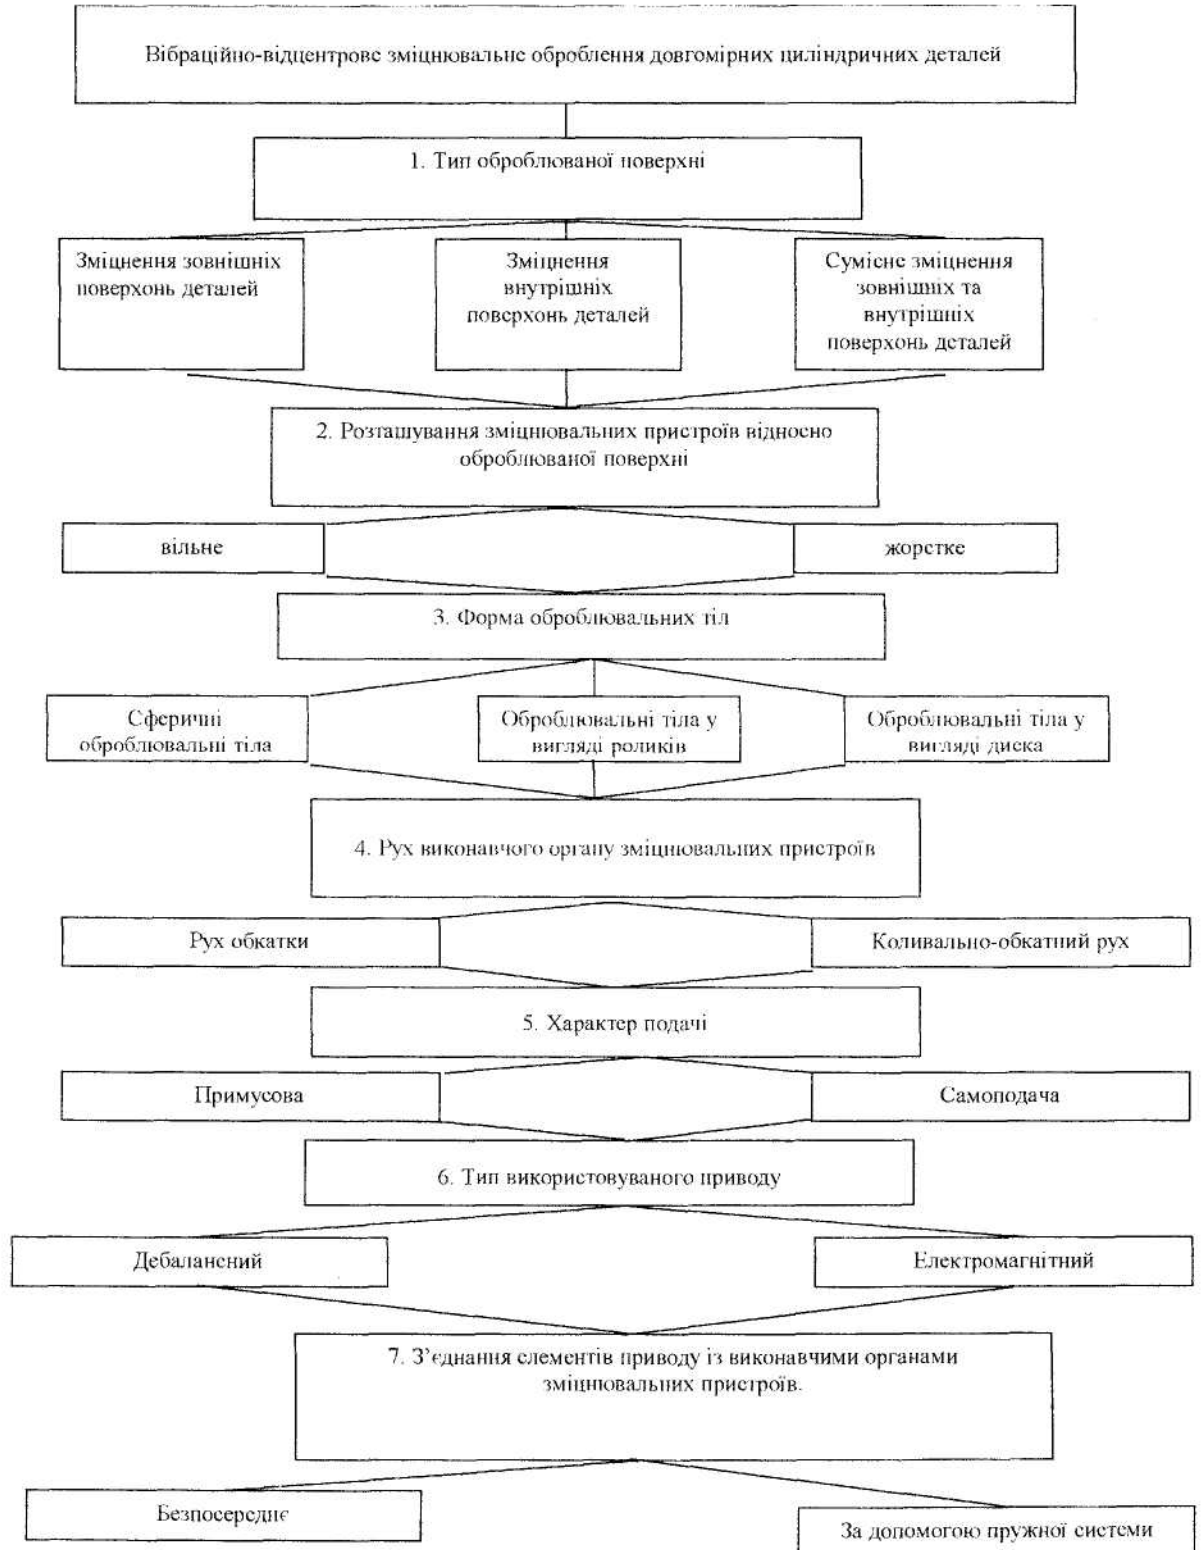 Вібраційно-відцентрове зміцнювальне оброблення довгомірних циліндричних деталей
1. Тип оброблюваної поверхні
Зміцнення зовнішніх
поверхонь деталей
Зміцнення
внутрішніх
поверхонь деталей
Сумісне зміцнення
зовнішніх та
внутрішніх
поверхонь деталей
2. Розташування зміцнювальних пристроїв відносно
оброблюваної поверхні
вільне
жорстке
3. Форма оброблювальних тіл
Сферичні
оброблювальні тіла
Оброблювальні тіла у
вигляді роликів
Оброблювальні тіла у
вигляді диска
4. Рух виконавчого органу зміцнювальних пристроїв
Рух обкатки
Коливально-обкатний рух
5. Характер подачі
Примусова
Самоподача
6. Тип використовуваного приводу
Дебалансний
Електромагнітний
7. З’єднання елементів приводу із виконавчими органами
зміцнювальних пристроїв.
Безпосереднє
За допомогою пружної системи